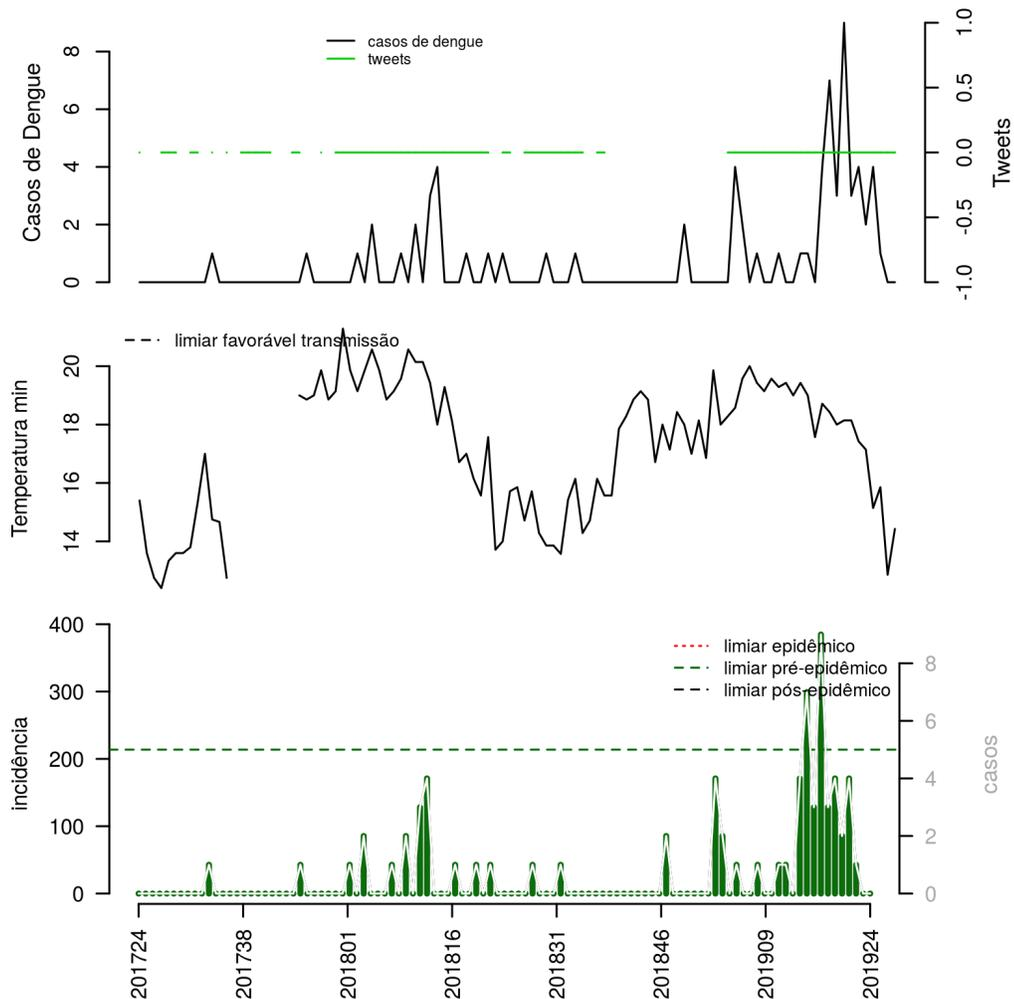 casos de dengue
tweets
Casos de Dengue
0
2
4
6
8
Tweets
-1.0
-0.5
0.0
0.5
1.0
limiar favorável transmissão
Temperatura min
14
16
18
20
limiar epidêmico
limiar pré-epidêmico
limiar pós-epidêmico
incidência
0
100
200
300
400
casos
0
2
4
6
8
201724
201738
201801
201816
201831
201846
201909
201924